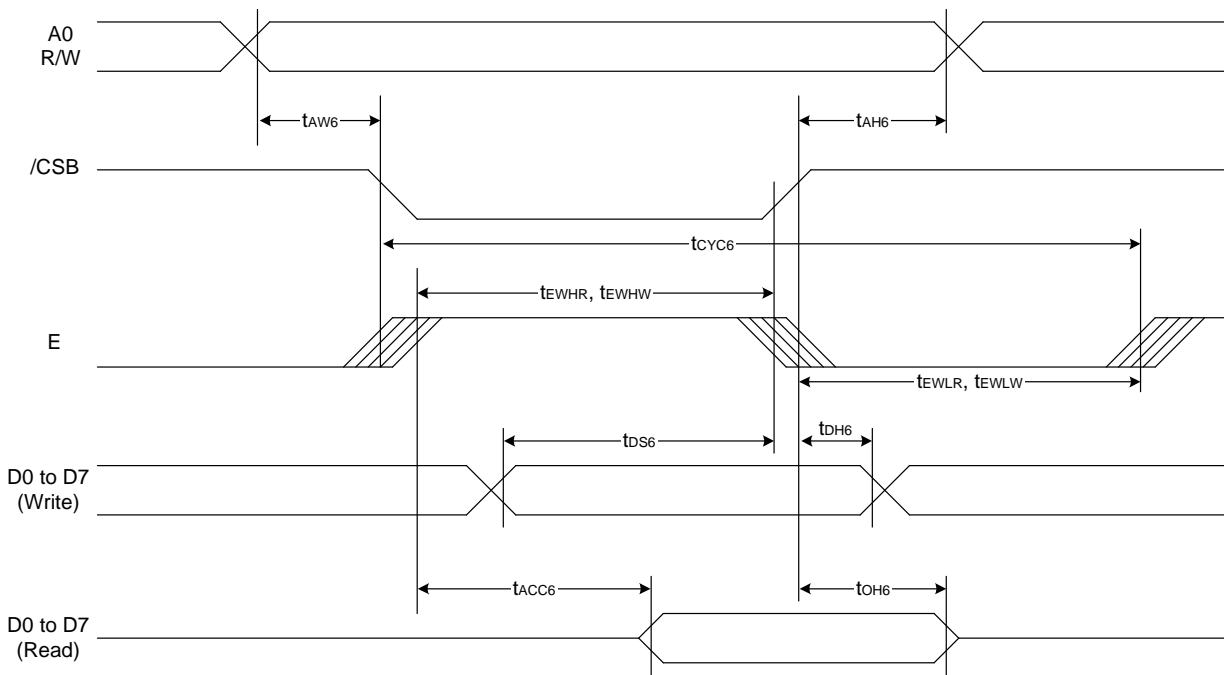 A0
R/W
tAW6
tAH6
/CSB
tCYC6
tEWHR, tEWHW
E
tEWLR, tEWLW
tDS6
tDH6
D0 to D7
(Write)
tACC6
tOH6
D0 to D7
(Read)